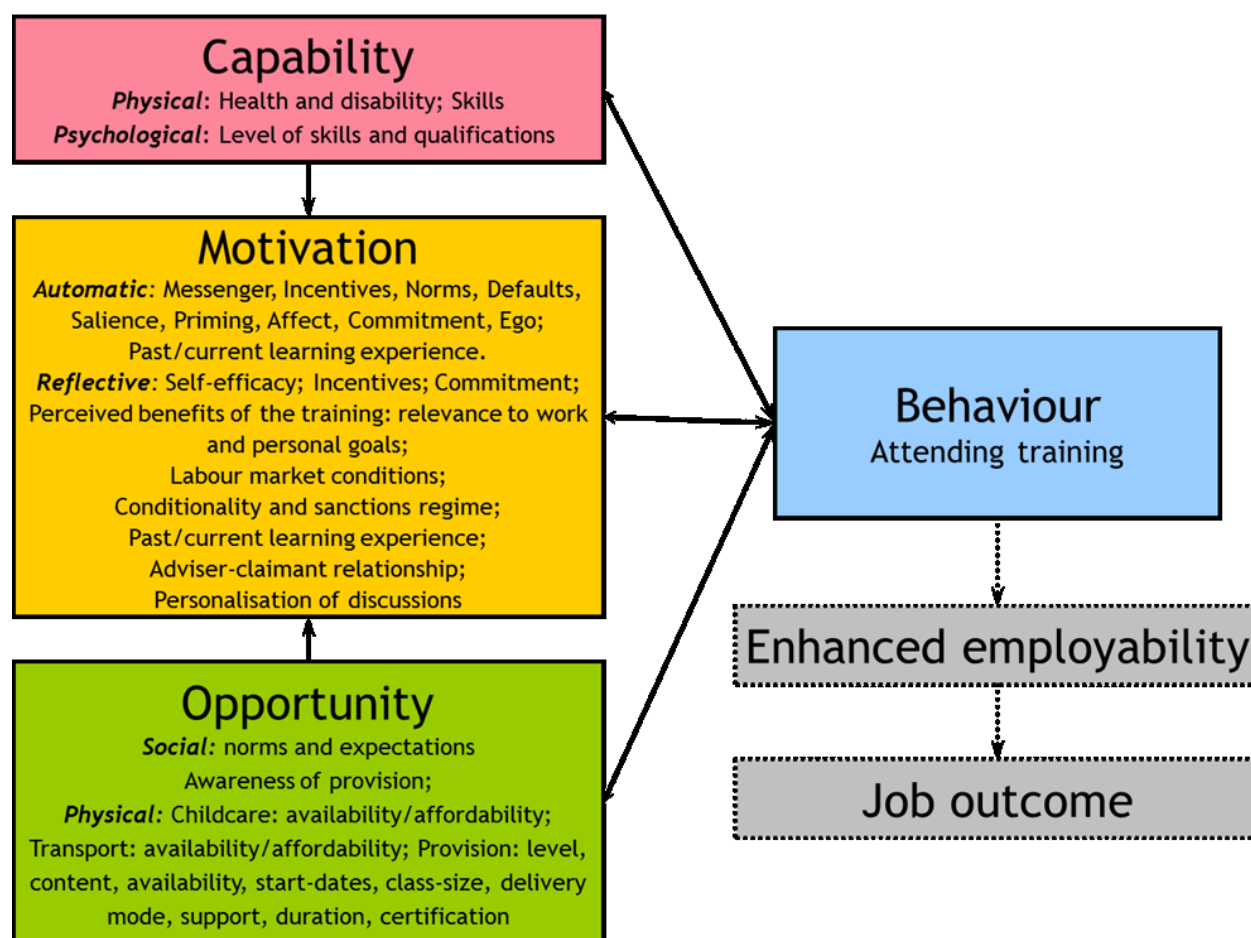 Capability
Physical: Health and disability; Skills
Psychological: Level of skills and qualifications
Motivation
Automatic: Messenger, Incentives, Norms, Defaults,
Salience, Priming, Affect, Commitment, Ego;
Past/current learning experience.
Reflective: Self-efficacy; Incentives; Commitment;
Perceived benefits of the training: relevance to work
and personal goals;
Labour market conditions;
Conditionality and sanctions regime;
Past/current learning experience;
Adviser-claimant relationship;
Personalisation of discussions
Opportunity
Social: norms and expectations
Awareness of provision;
Physical: Childcare: availability/affordability;
Transport: availability/affordability; Provision: level,
content, availability, start-dates, class-size, delivery
mode, support, duration, certification
Behaviour
Attending training
Enhanced employability
Job outcome